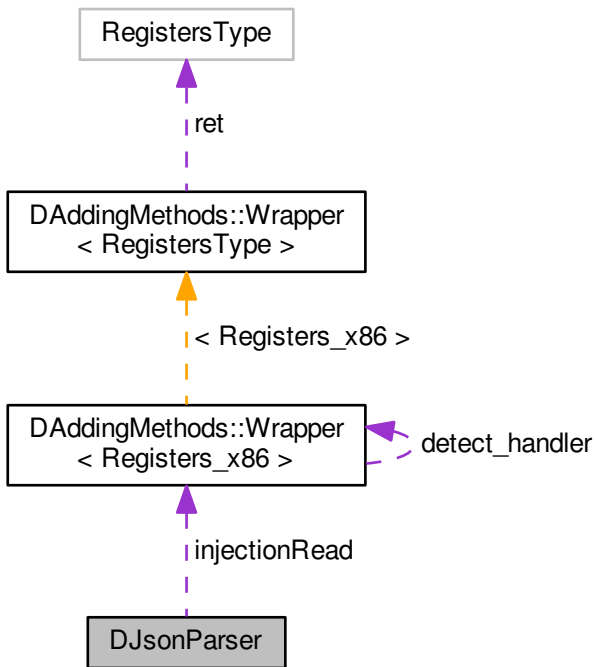 RegistersType
ret
DAddingMethods::Wrapper
< RegistersType >
< Registers_x86 >
DAddingMethods::Wrapper
< Registers_x86 >
detect_handler
injectionRead
DJsonParser